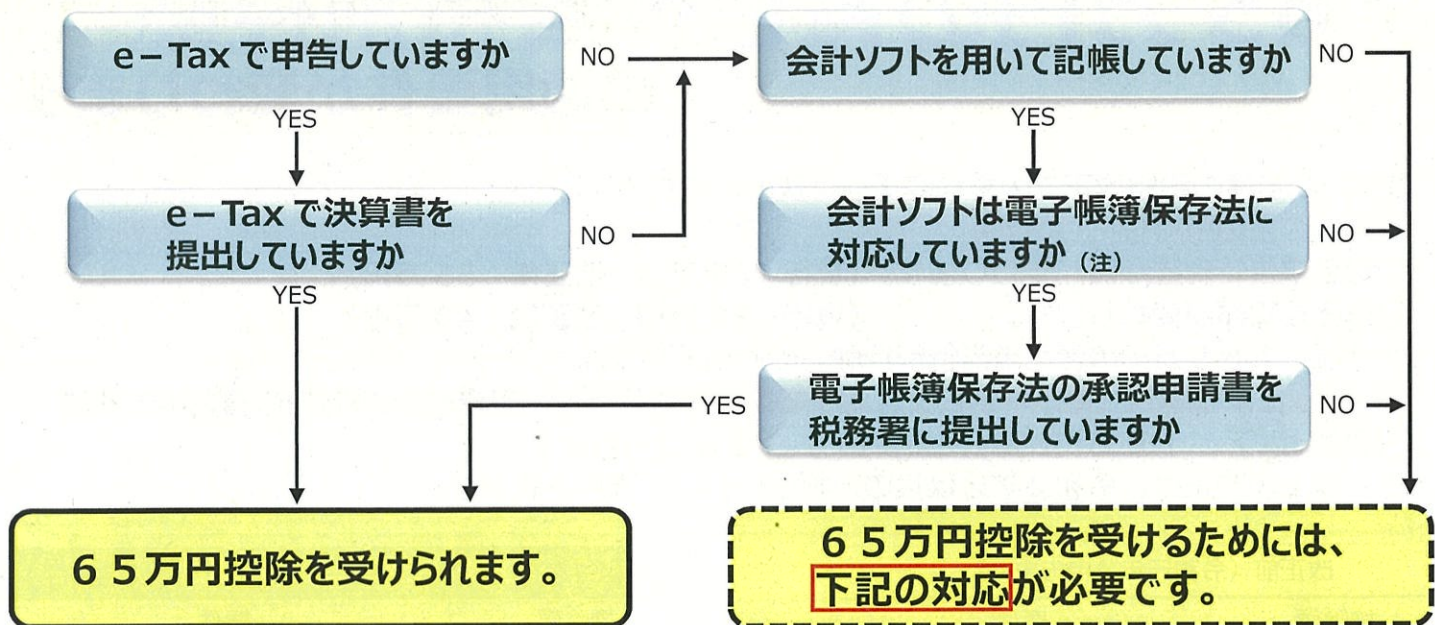 e－Tax で申告していますか
NO
会計ソフトを用いて記帳していますか
NO
YES
YES
e－Tax で決算書を
提出していますか
NO
会計ソフトは電子帳簿保存法に
対応していますか (注)
NO
YES
YES
電子帳簿保存法の承認申請書を
税務署に提出していますか
YES
NO
６５万円控除を受けられます。
６５万円控除を受けるためには、
下記の対応が必要です。